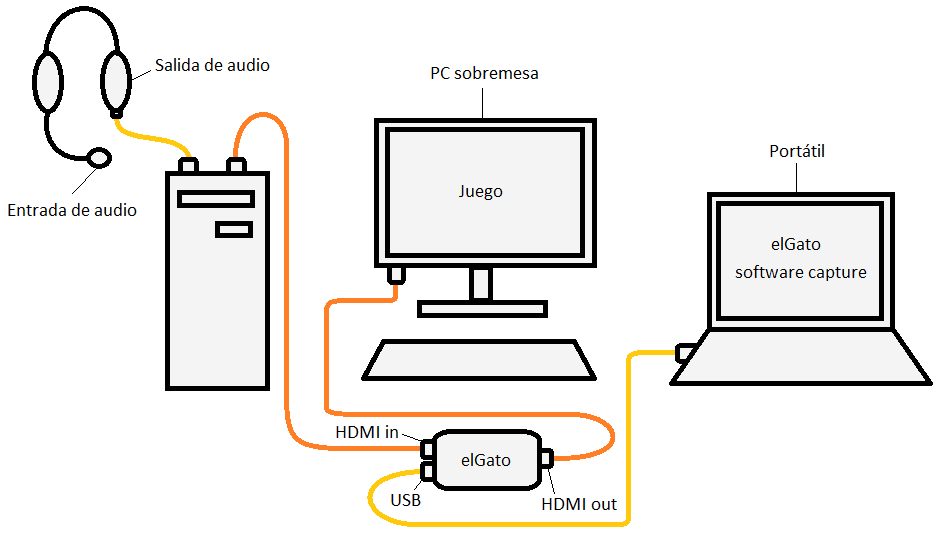 Salida de audio
PC sobremesa
Portátil
Juego
Entrada de audio
elGato
software capture
HDMI in
elGato
USB
HDMI out